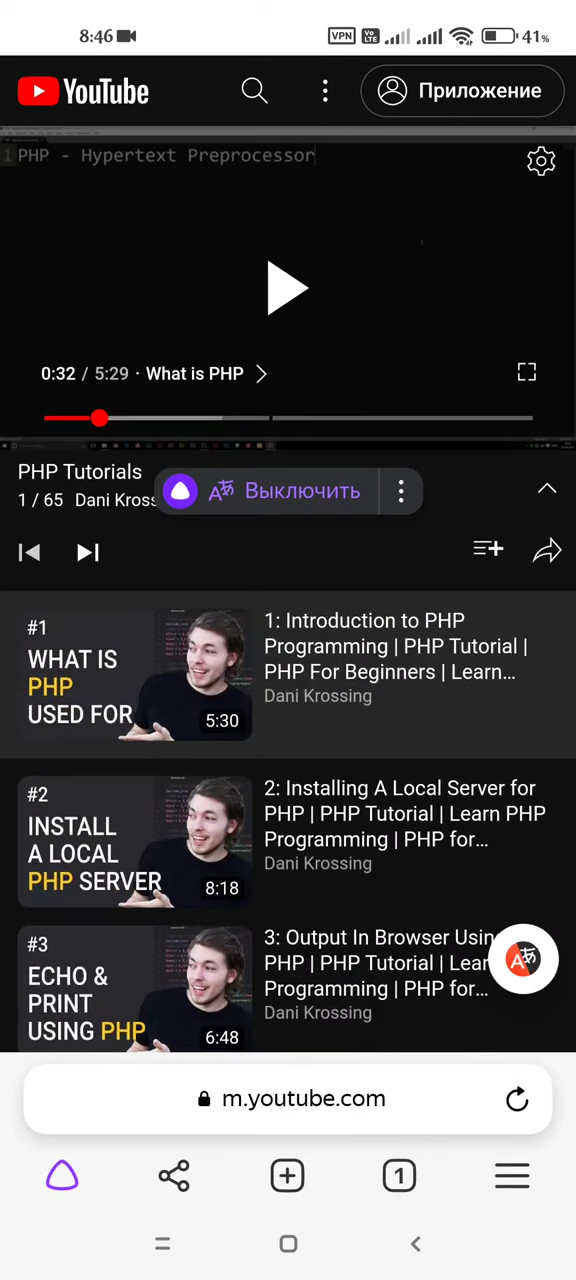 8:46
VPN
Vo
LTE
41%
YouTube
Приложение
1 PHP - Hypertext Preprocessor
0:32 / 5:29 · What is PHP
PHP Tutorials
1 / 65 Dani Kross
Выключить
#1
WHAT IS
PHP
USED FOR
5:30
1: Introduction to PHP
Programming | PHP Tutorial |
PHP For Beginners | Learn...
Dani Krossing
#2
INSTALL
A LOCAL
PHP SERVER
8:18
2: Installing A Local Server for
PHP | PHP Tutorial | Learn PHP
Programming | PHP for...
Dani Krossing
#3
ECHO &
PRINT
USING PHP
6:48
3: Output In Browser Usin
PHP | PHP Tutorial | Lear
Programming | PHP for...
Dani Krossing
m.youtube.com
1